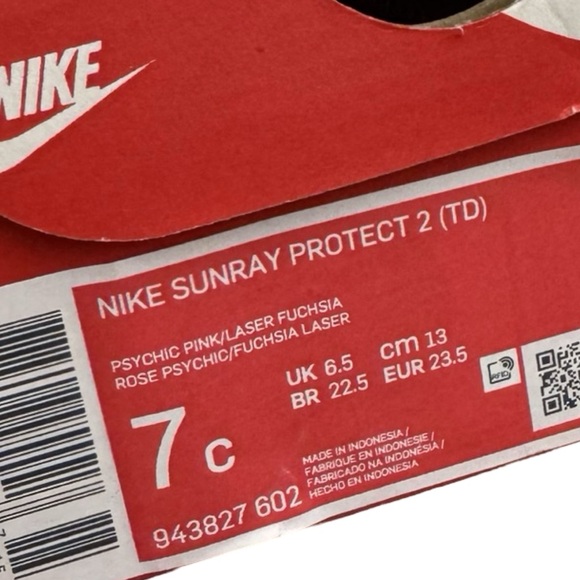 NIKE
NIKE SUNRAY PROTECT 2 (TD)
PSYCHIC PINK/LASER FUCHSIA
ROSE PSYCHIC/FUCHSIA LASER
UK 6.5 cm 13
BR 22.5 EUR 23.5
RFID
7 C
MADE IN INDONESIA /
FABRIQUE EN INDONESIE /
FABRICADO NA INDONÉSIA /
HECHO EN INDONESIA
943827 602